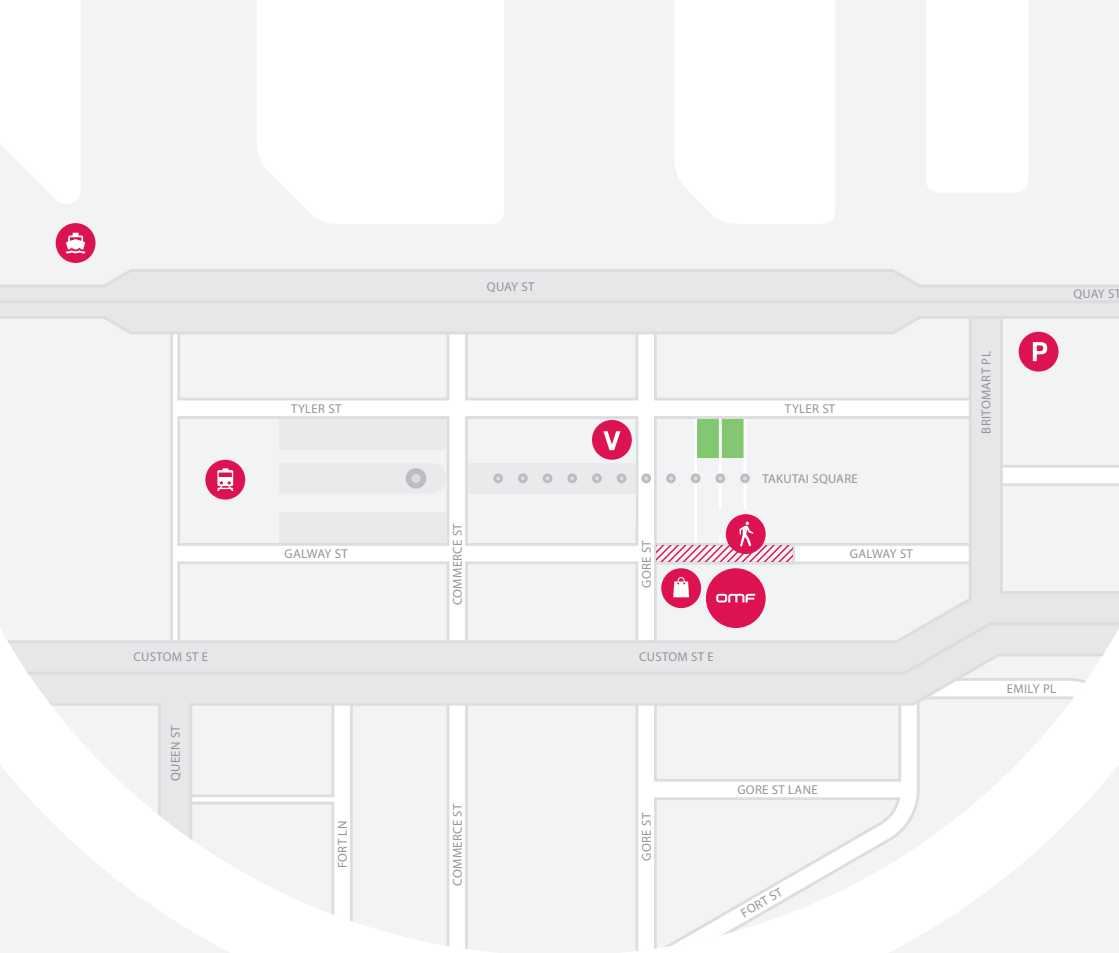 QUAY ST
QUAY ST
P
BRITOMART PL
TYLER ST
TYLER ST
V
TAKUTAI SQUARE
GALWAY ST
COMMERCE ST
GORE ST
GALWAY ST
OMF
CUSTOM ST E
CUSTOM ST E
EMILY PL
QUEEN ST
GORE ST LANE
FORT LN
COMMERCE ST
GORE ST
FORT ST